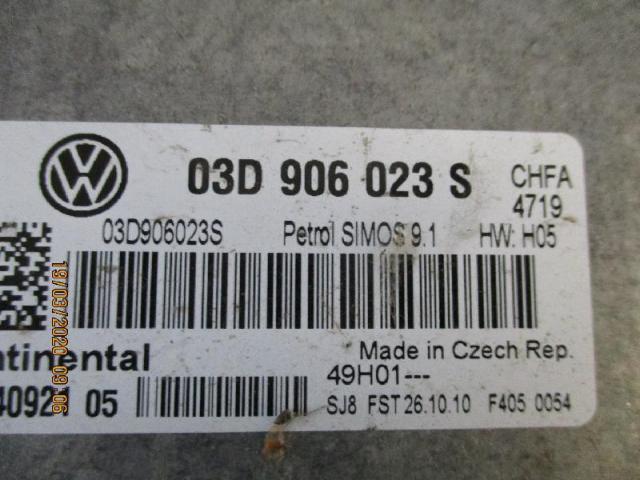 03D 906 023 S CHFA
4719
03D906023S Petrol SIMOS 9.1 HW: H05
ntinental Made in Czech Rep.
49H01---
40921 05 SJ8 FST 26.10.10 F405 0054
19/03/2020 09:06